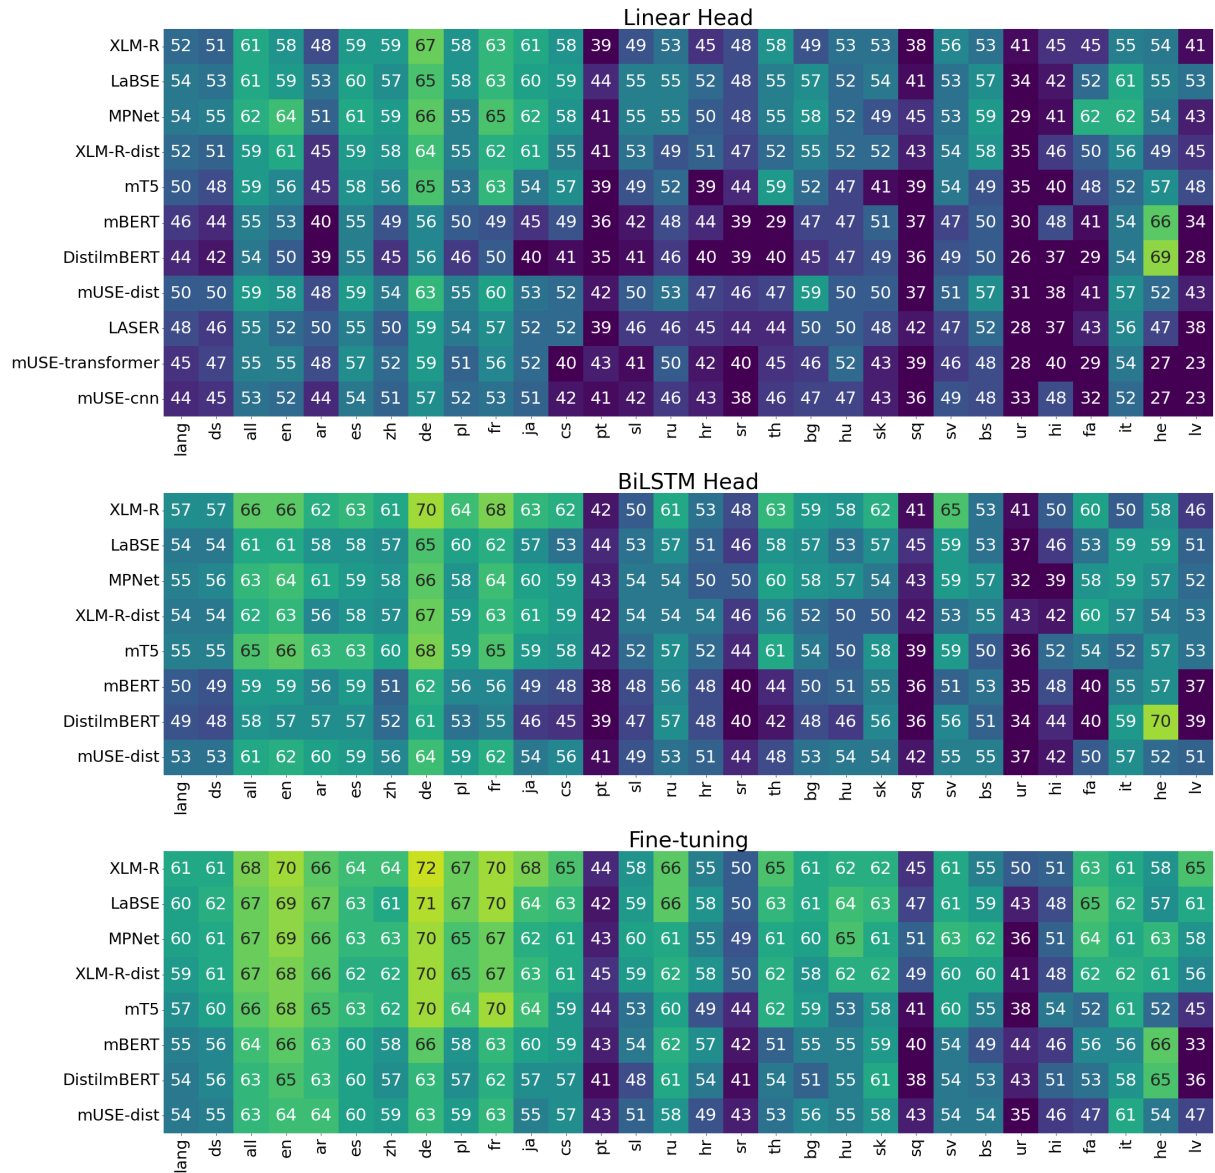 Linear Head
XLM-R 52 51 61 58 48 59 59 67 58 63 61 58 39 49 53 45 48 58 49 53 53 38 56 53 41 45 45 55 54 41
LaBSE 54 53 61 59 53 60 57 65 58 63 60 59 44 55 55 52 48 55 57 52 54 41 53 57 34 42 52 61 55 53
MPNet 54 55 62 64 51 61 59 66 55 65 62 58 41 55 55 50 48 55 58 52 49 45 53 59 29 41 62 62 54 43
XLM-R-dist 52 51 59 61 45 59 58 64 55 62 61 55 41 53 49 51 47 52 55 52 52 43 54 58 35 46 50 56 49 45
mT5 50 48 59 56 45 58 56 65 53 63 54 57 39 49 52 39 44 59 52 47 41 39 54 49 35 40 48 52 57 48
mBERT 46 44 55 53 40 55 49 56 50 49 45 49 36 42 48 44 39 29 47 47 51 37 47 50 30 48 41 54 66 34
DistilmBERT 44 42 54 50 39 55 45 56 46 50 40 41 35 41 46 40 39 40 45 47 49 36 49 50 26 37 29 54 69 28
mUSE-dist 50 50 59 58 48 59 54 63 55 60 53 52 42 50 53 47 46 47 59 50 50 37 51 57 31 38 41 57 52 43
LASER 48 46 55 52 50 55 50 59 54 57 52 52 39 46 46 45 44 44 50 50 48 42 47 52 28 37 43 56 47 38
mUSE-transformer 45 47 55 55 48 57 52 59 51 56 52 40 43 41 50 42 40 45 46 52 43 39 46 48 28 40 29 54 27 23
mUSE-cnn 44 45 53 52 44 54 51 57 52 53 51 42 41 42 46 43 38 46 47 47 43 36 49 48 33 48 32 52 27 23
lang ds all en ar es zh de pl fr ja cs pt sl ru hr sr th bg hu sk sq sv bs ur hi fa it he lv
BiLSTM Head
XLM-R 57 57 66 66 62 63 61 70 64 68 63 62 42 50 61 53 48 63 59 58 62 41 65 53 41 50 60 50 58 46
LaBSE 54 54 61 61 58 58 57 65 60 62 57 53 44 53 57 51 46 58 57 53 57 45 59 53 37 46 53 59 59 51
MPNet 55 56 63 64 61 59 58 66 58 64 60 59 43 54 54 50 50 60 58 57 54 43 59 57 32 39 58 59 57 52
XLM-R-dist 54 54 62 63 56 58 57 67 59 63 61 59 42 54 54 54 46 56 52 50 50 42 53 55 43 42 60 57 54 53
mT5 55 55 65 66 63 63 60 68 59 65 59 58 42 52 57 52 44 61 54 50 58 39 59 50 36 52 54 52 57 53
mBERT 50 49 59 59 56 59 51 62 56 56 49 48 38 48 56 48 40 44 50 51 55 36 51 53 35 48 40 55 57 37
DistilmBERT 49 48 58 57 57 57 52 61 53 55 46 45 39 47 57 48 40 42 48 46 56 36 56 51 34 44 40 59 70 39
mUSE-dist 53 53 61 62 60 59 56 64 59 62 54 56 41 49 53 51 44 48 53 54 54 42 55 55 37 42 50 57 52 51
lang ds all en ar es zh de pl fr ja cs pt sl ru hr sr th bg hu sk sq sv bs ur hi fa it he lv
Fine-tuning
XLM-R 61 61 68 70 66 64 64 72 67 70 68 65 44 58 66 55 50 65 61 62 62 45 61 55 50 51 63 61 58 65
LaBSE 60 62 67 69 67 63 61 71 67 70 64 63 42 59 66 58 50 63 61 64 63 47 61 59 43 48 65 62 57 61
MPNet 60 61 67 69 66 63 63 70 65 67 62 61 43 60 61 55 49 61 60 65 61 51 63 62 36 51 64 61 63 58
XLM-R-dist 59 61 67 68 66 62 62 70 65 67 63 61 45 59 62 58 50 62 58 62 62 49 60 60 41 48 62 62 61 56
mT5 57 60 66 68 65 63 62 70 64 70 64 59 44 53 60 49 44 62 59 53 58 41 60 55 38 54 52 61 52 45
mBERT 55 56 64 66 63 60 58 66 58 63 60 59 43 54 62 57 42 51 55 55 59 40 54 49 44 46 56 56 66 33
DistilmBERT 54 56 63 65 63 60 57 63 57 62 57 57 41 48 61 54 41 54 51 55 61 38 54 53 43 51 53 58 65 36
mUSE-dist 54 55 63 64 64 60 59 63 59 63 55 57 43 51 58 49 43 53 56 55 58 43 54 54 35 46 47 61 54 47
lang ds all en ar es zh de pl fr ja cs pt sl ru hr sr th bg hu sk sq sv bs ur hi fa it he lv